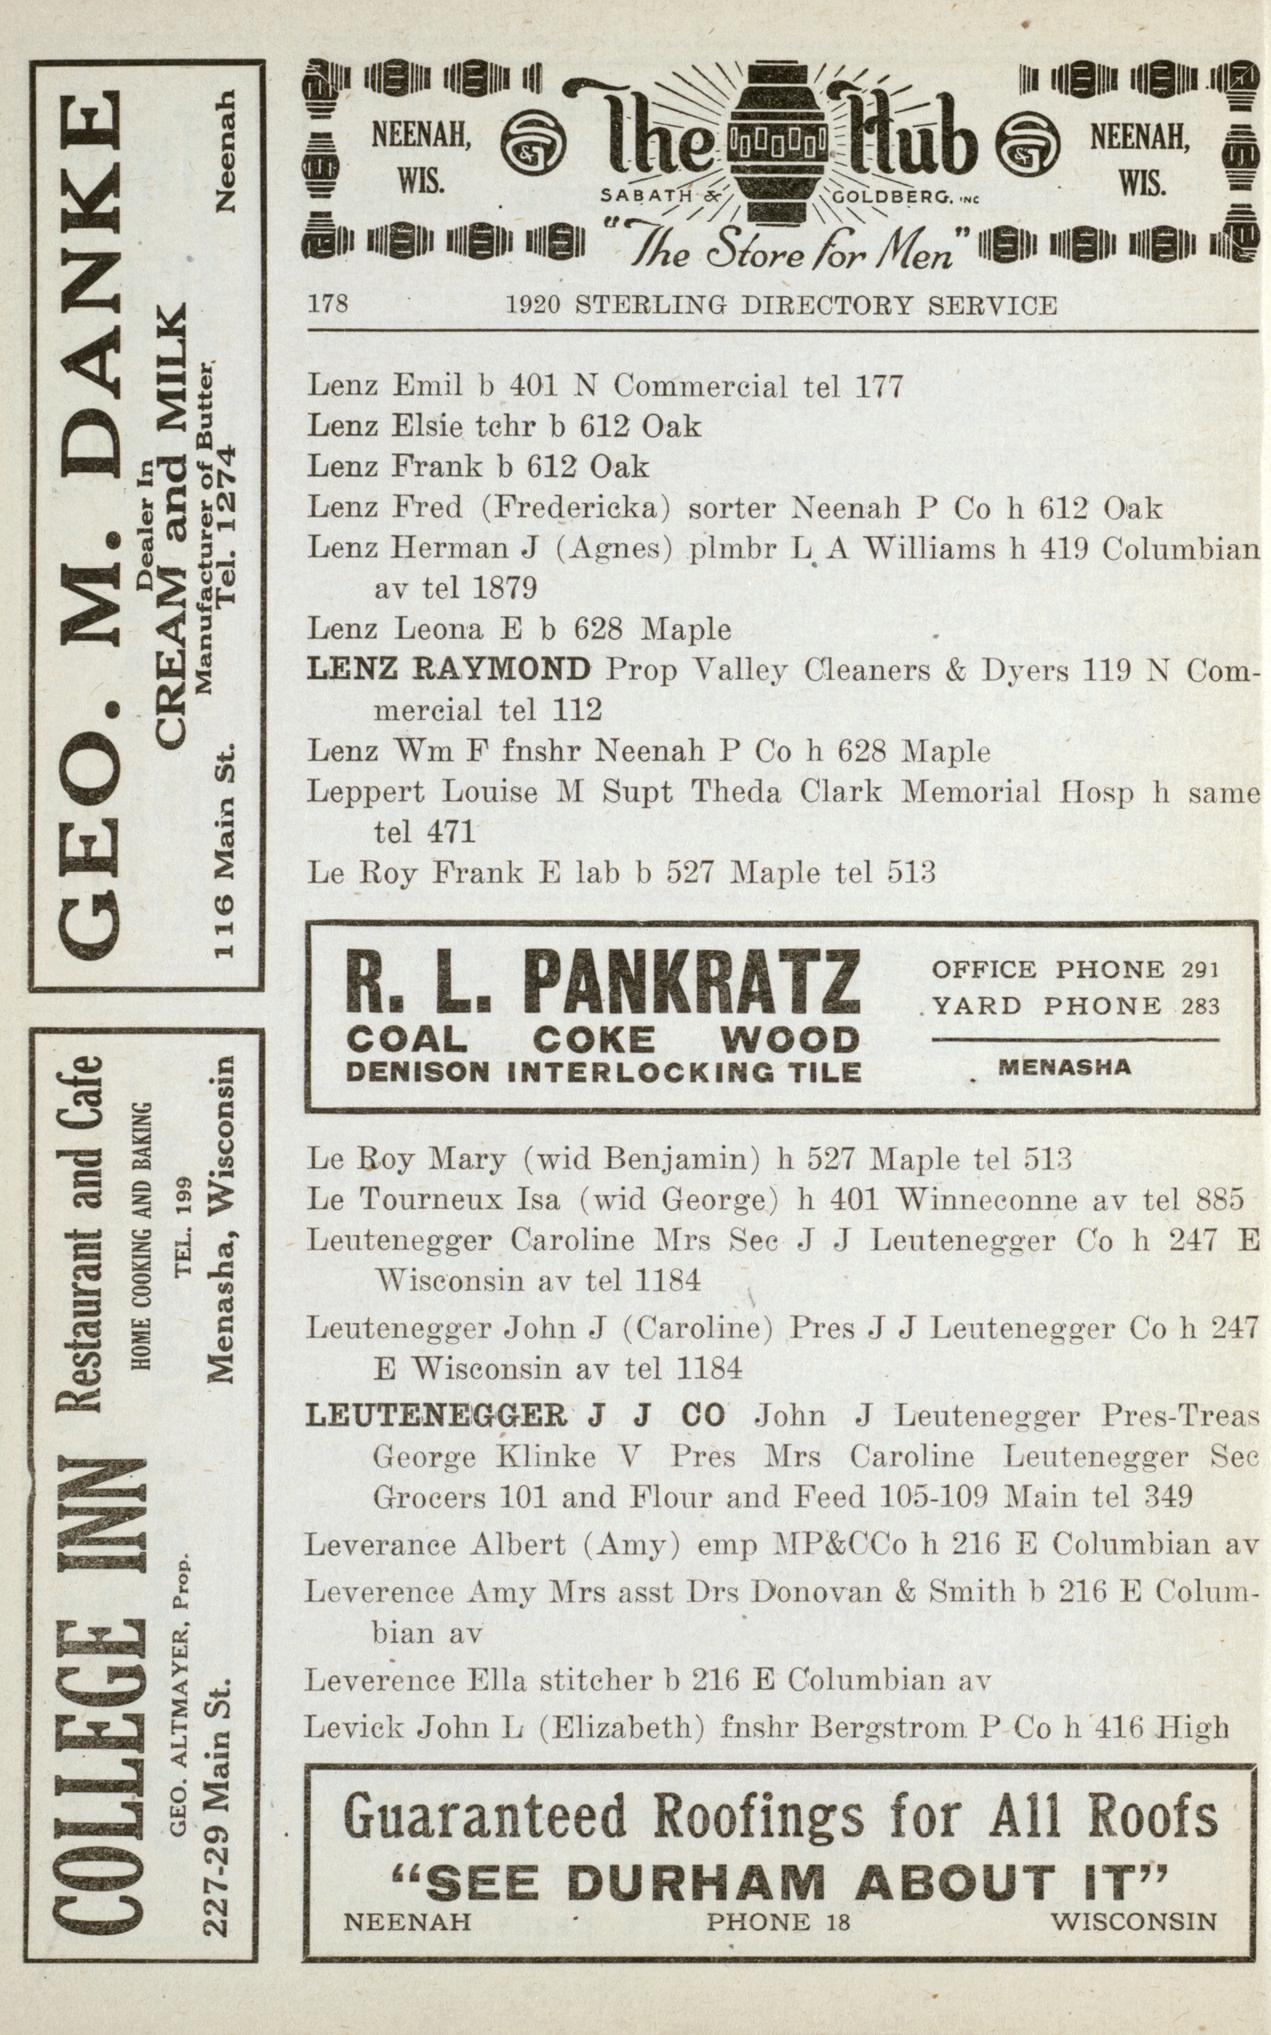 GEO. M. DANKE
Dealer In
CREAM and MILK
Manufacturer of Butter,
116 Main St. Tel. 1274 Neenah
COLLEGE INN Restaurant and Cafe
HOME COOKING AND BAKING
GEO. ALTMAYER, Prop. TEL. 199
227-29 Main St. Menasha, Wisconsin
NEENAH, WIS.
The Hub
NEENAH, WIS.
SABATH & GOLDBERG, INC
"The Store for Men"
178 1920 STERLING DIRECTORY SERVICE
Lenz Emil b 401 N Commercial tel 177
Lenz Elsie tchr b 612 Oak
Lenz Frank b 612 Oak
Lenz Fred (Fredericka) sorter Neenah P Co h 612 Oak
Lenz Herman J (Agnes) plmbr L A Williams h 419 Columbian
av tel 1879
Lenz Leona E b 628 Maple
LENZ RAYMOND Prop Valley Cleaners & Dyers 119 N Com-
mercial tel 112
Lenz Wm F fnshr Neenah P Co h 628 Maple
Leppert Louise M Supt Theda Clark Memorial Hosp h same
tel 471
Le Roy Frank E lab b 527 Maple tel 513
R. L. PANKRATZ
COAL COKE WOOD
DENISON INTERLOCKING TILE
OFFICE PHONE 291
YARD PHONE 283
MENASHA
Le Roy Mary (wid Benjamin) h 527 Maple tel 513
Le Tourneux Isa (wid George) h 401 Winneconne av tel 885
Leutenegger Caroline Mrs Sec J J Leutenegger Co h 247 E
Wisconsin av tel 1184
Leutenegger John J (Caroline) Pres J J Leutenegger Co h 247
E Wisconsin av tel 1184
LEUTENEGGER J J CO John J Leutenegger Pres-Treas
George Klinke V Pres Mrs Caroline Leutenegger Sec
Grocers 101 and Flour and Feed 105-109 Main tel 349
Leverance Albert (Amy) emp MP&CCo h 216 E Columbian av
Leverence Amy Mrs asst Drs Donovan & Smith b 216 E Colum-
bian av
Leverence Ella stitcher b 216 E Columbian av
Levick John L (Elizabeth) fnshr Bergstrom P Co h 416 High
Guaranteed Roofings for All Roofs
"SEE DURHAM ABOUT IT"
NEENAH PHONE 18 WISCONSIN